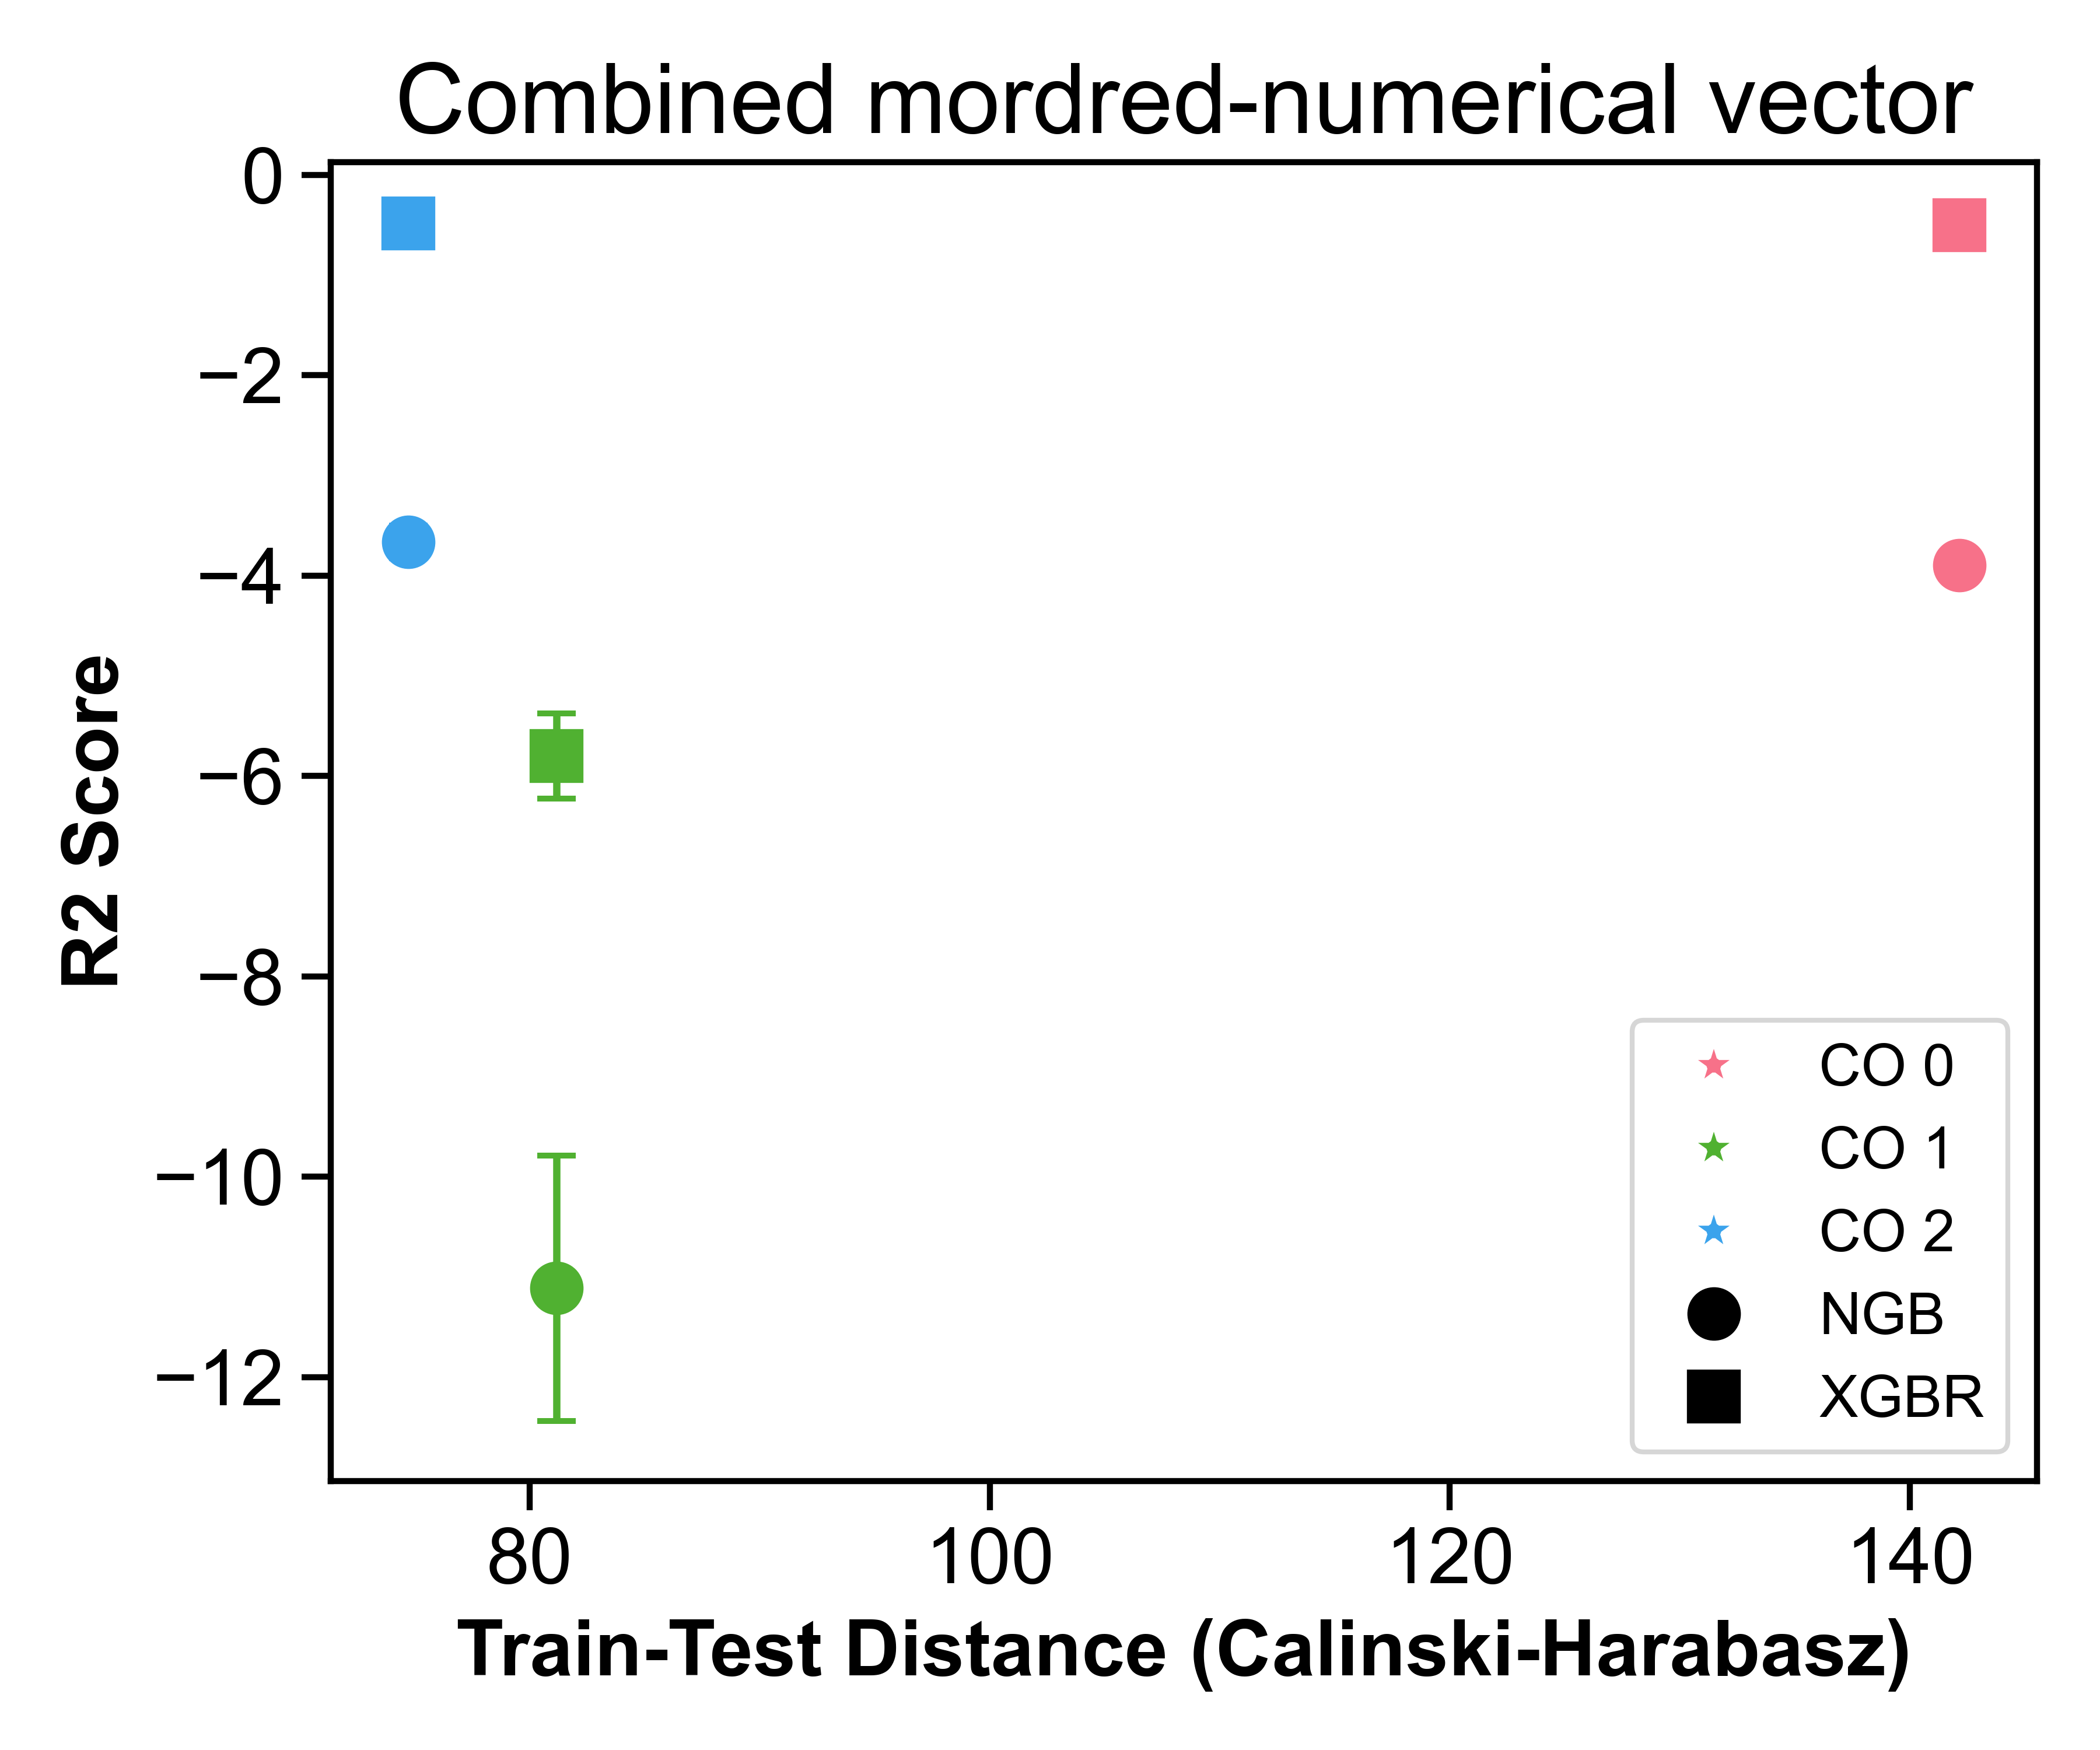 Combined mordred-numerical vector
0
−2
−4
−6
−8
−10
−12
R2 Score
CO 0
CO 1
CO 2
NGB
XGBR
80 100 120 140
Train-Test Distance (Calinski-Harabasz)